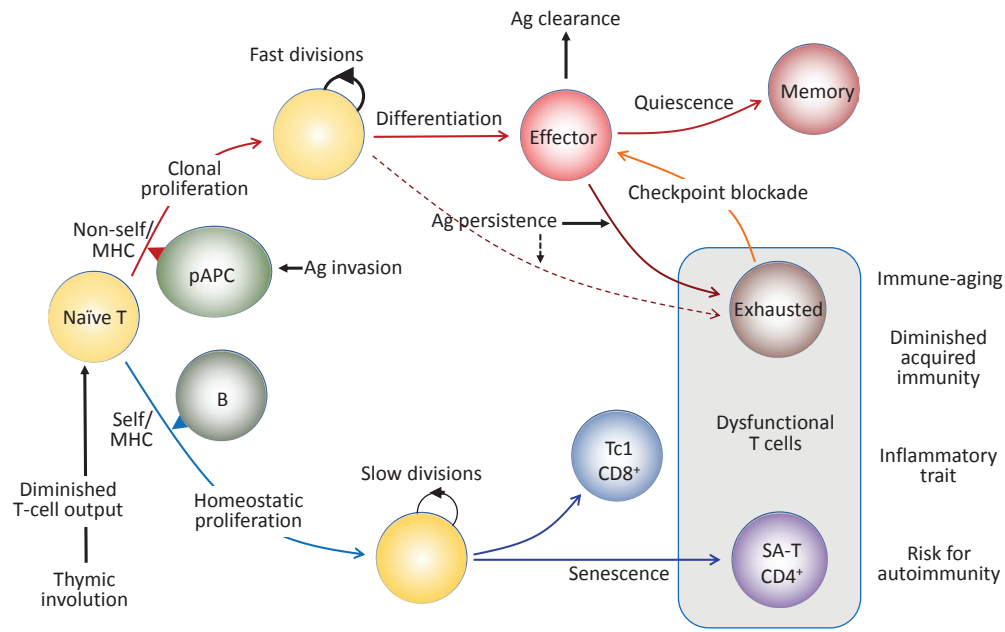 Ag clearance
Fast divisions
Differentiation
Effector
Quiescence
Memory
Clonal
proliferation
Checkpoint blockade
Non-self/
MHC
Ag persistence
pAPC
Ag invasion
Naïve T
Exhausted
Immune-aging
Diminished
acquired
immunity
B
Self/
MHC
Dysfunctional
T cells
Tc1
CD8⁺
Inflammatory
trait
Slow divisions
Diminished
T-cell output
Homeostatic
proliferation
SA-T
CD4⁺
Senescence
Risk for
autoimmunity
Thymic
involution